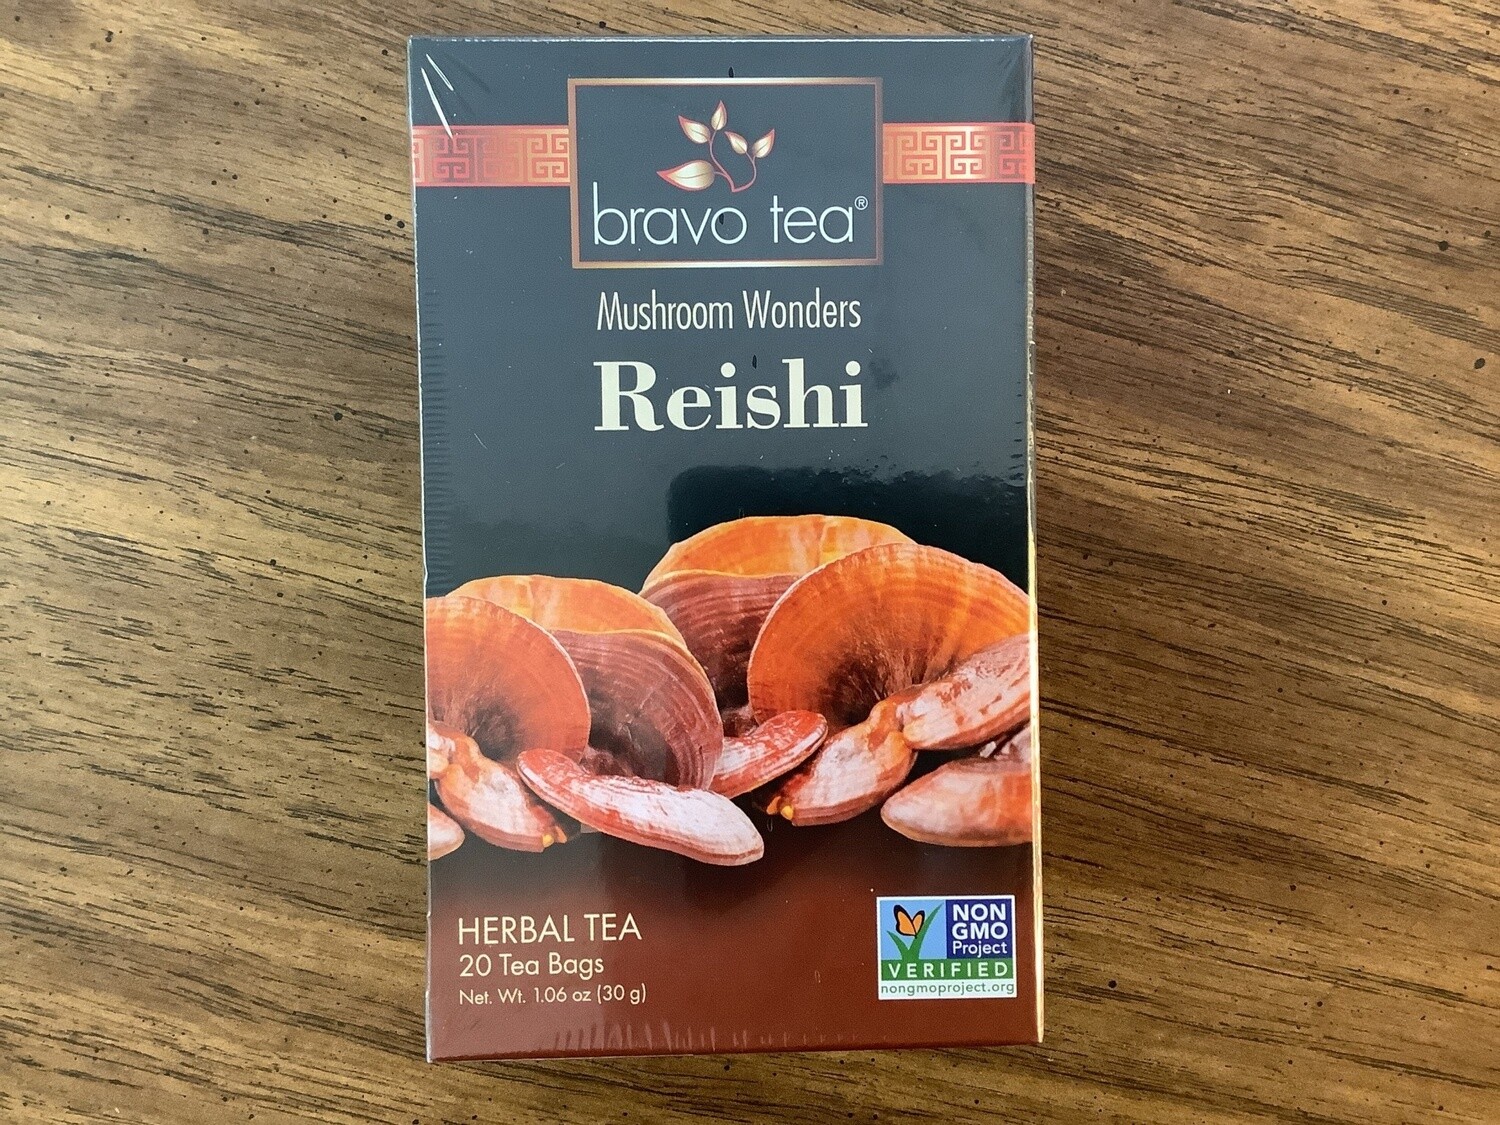 bravo tea®
Mushroom Wonders
Reishi
HERBAL TEA
20 Tea Bags
Net. Wt. 1.06 oz (30 g)
NON
GMO
Project
VERIFIED
nongmoproject.org